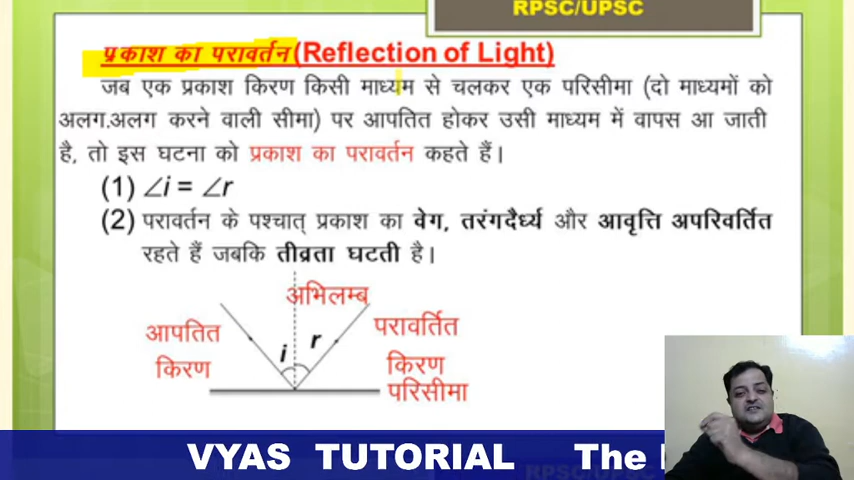 RPSC/UPSC
प्रकाश का परावर्तन (Reflection of Light)
जब एक प्रकाश किरण किसी माध्यम से चलकर एक परिसीमा (दो माध्यमों को
अलग.अलग करने वाली सीमा) पर आपतित होकर उसी माध्यम में वापस आ जाती
है, तो इस घटना को प्रकाश का परावर्तन कहते हैं।
(1) ∠i = ∠r
(2) परावर्तन के पश्चात् प्रकाश का वेग, तरंगदैर्ध्य और आवृत्ति अपरिवर्तित
रहते हैं जबकि तीव्रता घटती है।
अभिलम्ब
आपतित
किरण
i
r
परावर्तित
किरण
परिसीमा
VYAS TUTORIAL The
RPSC/UPSC